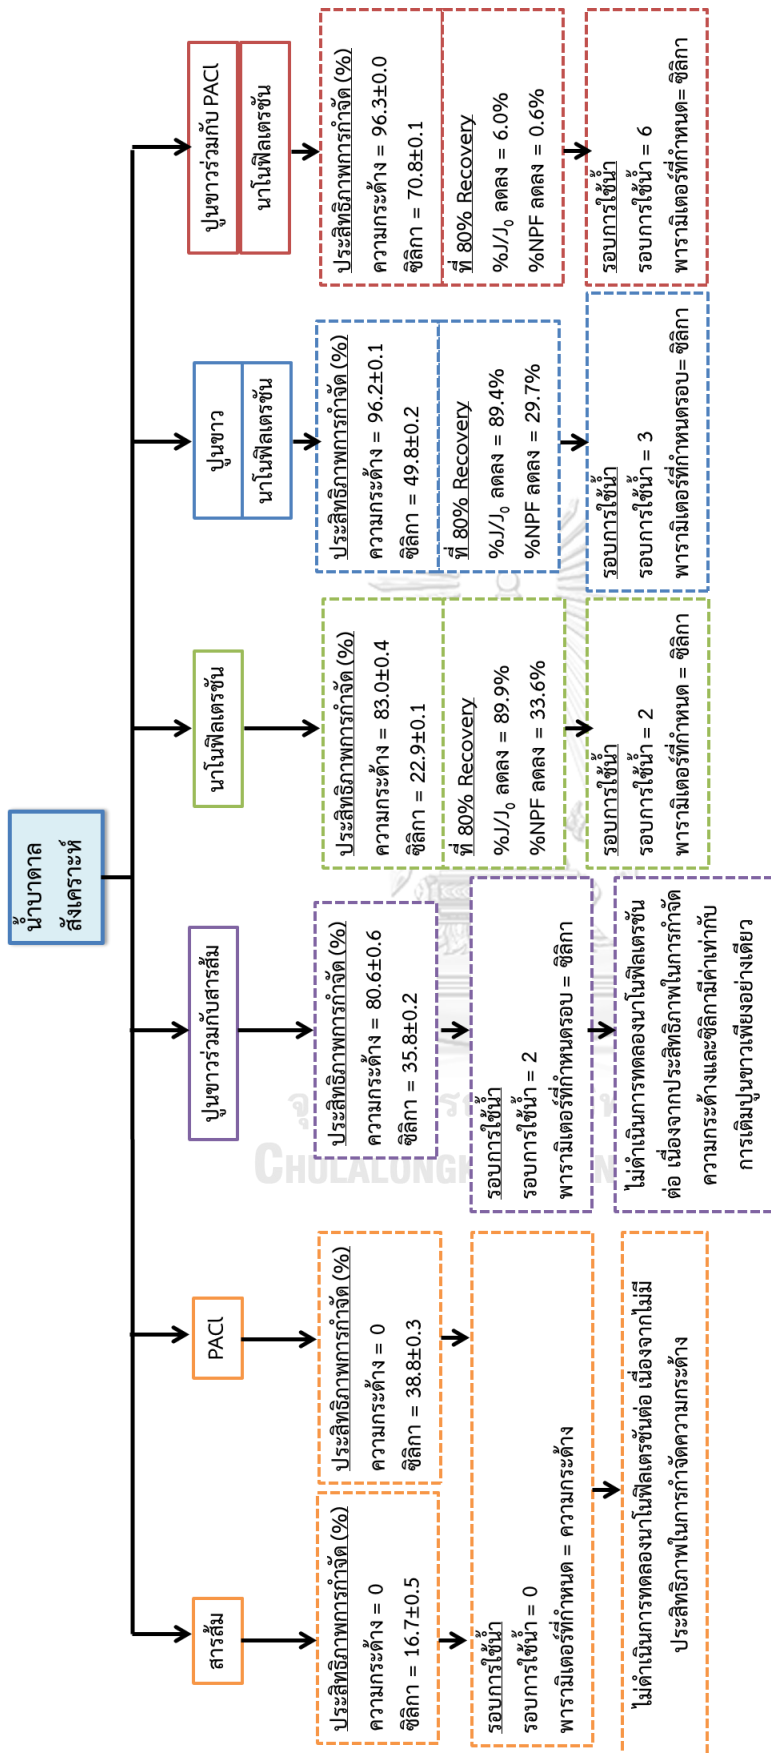 น้ำบาดาล
สังเคราะห์
สารส้ม
ประสิทธิภาพการกำจัด (%)
ความกระด้าง = 0
ซิลิกา = 16.7±0.5
PACl
ประสิทธิภาพการกำจัด (%)
ความกระด้าง = 0
ซิลิกา = 38.8±0.3
รอบการใช้น้ำ
รอบการใช้น้ำ = 0
พารามิเตอร์ที่กำหนด = ความกระด้าง
ไม่ดำเนินการทดลองนาโนฟิลเตรชันต่อ เนื่องจากไม่มี
ประสิทธิภาพในการกำจัดความกระด้าง
ปูนขาวร่วมกับสารส้ม
ประสิทธิภาพการกำจัด (%)
ความกระด้าง = 80.6±0.6
ซิลิกา = 35.8±0.2
รอบการใช้น้ำ
รอบการใช้น้ำ = 2
พารามิเตอร์ที่กำหนดรอบ = ซิลิกา
ไม่ดำเนินการทดลองนาโนฟิลเตรชัน
ต่อ เนื่องจากประสิทธิภาพในการกำจัด
ความกระด้างและซิลิกามีค่าเท่ากับ
การเติมปูนขาวเพียงอย่างเดียว
นาโนฟิลเตรชัน
ประสิทธิภาพการกำจัด (%)
ความกระด้าง = 83.0±0.4
ซิลิกา = 22.9±0.1
ที่ 80% Recovery
%J/J₀ ลดลง = 89.9%
%NPF ลดลง = 33.6%
รอบการใช้น้ำ
รอบการใช้น้ำ = 2
พารามิเตอร์ที่กำหนด = ซิลิกา
ปูนขาว
นาโนฟิลเตรชัน
ประสิทธิภาพการกำจัด (%)
ความกระด้าง = 96.2±0.1
ซิลิกา = 49.8±0.2
ที่ 80% Recovery
%J/J₀ ลดลง = 89.4%
%NPF ลดลง = 29.7%
รอบการใช้น้ำ
รอบการใช้น้ำ = 3
พารามิเตอร์ที่กำหนดรอบ= ซิลิกา
ปูนขาวร่วมกับ PACl
นาโนฟิลเตรชัน
ประสิทธิภาพการกำจัด (%)
ความกระด้าง = 96.3±0.0
ซิลิกา = 70.8±0.1
ที่ 80% Recovery
%J/J₀ ลดลง = 6.0%
%NPF ลดลง = 0.6%
รอบการใช้น้ำ
รอบการใช้น้ำ = 6
พารามิเตอร์ที่กำหนด= ซิลิกา